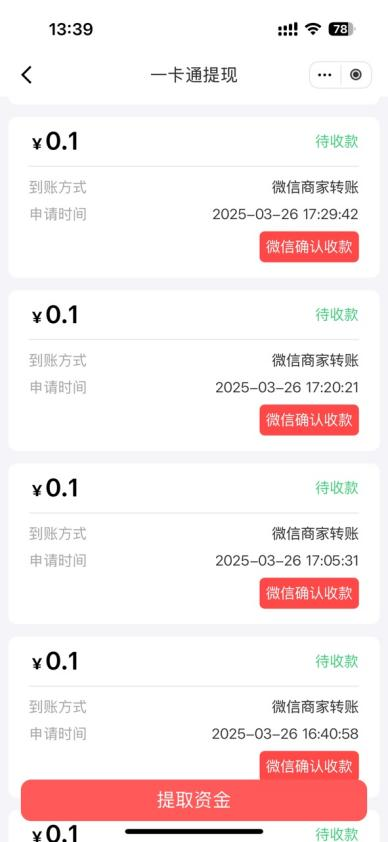 13:39
78
一卡通提现
¥0.1
待收款
到账方式
微信商家转账
申请时间
2025-03-26 17:29:42
微信确认收款
¥0.1
待收款
到账方式
微信商家转账
申请时间
2025-03-26 17:20:21
微信确认收款
¥0.1
待收款
到账方式
微信商家转账
申请时间
2025-03-26 17:05:31
微信确认收款
¥0.1
待收款
到账方式
微信商家转账
申请时间
2025-03-26 16:40:58
微信确认收款
提取资金
¥0.1
待收款